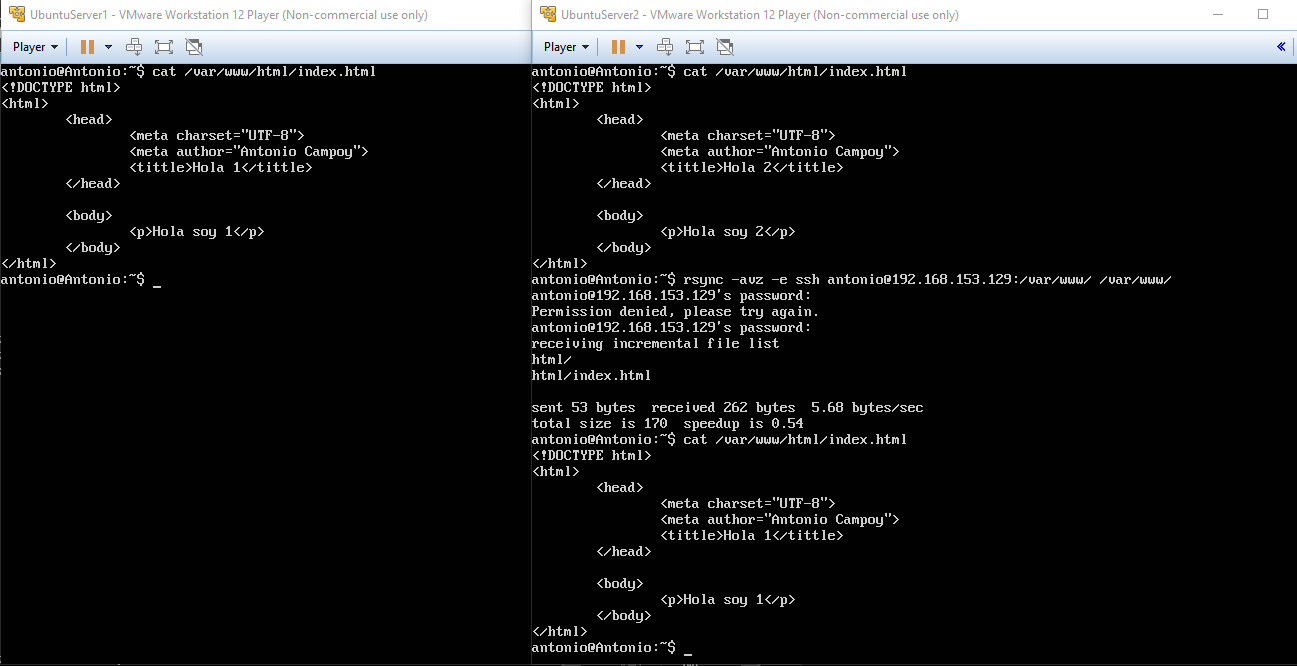 UbuntuServer1 - VMware Workstation 12 Player (Non-commercial use only)
Player
antonio@Antonio:~$ cat /var/www/html/index.html
<!DOCTYPE html>
<html>
<head>
<meta charset="UTF-8">
<meta author="Antonio Campoy">
<tittle>Hola 1</tittle>
</head>
<body>
<p>Hola soy 1</p>
</body>
</html>
antonio@Antonio:~$ _
UbuntuServer2 - VMware Workstation 12 Player (Non-commercial use only)
Player
antonio@Antonio:~$ cat /var/www/html/index.html
<!DOCTYPE html>
<html>
<head>
<meta charset="UTF-8">
<meta author="Antonio Campoy">
<tittle>Hola 2</tittle>
</head>
<body>
<p>Hola soy 2</p>
</body>
</html>
antonio@Antonio:~$ rsync -avz -e ssh antonio@192.168.153.129:/var/www/ /var/www/
antonio@192.168.153.129's password:
Permission denied, please try again.
antonio@192.168.153.129's password:
receiving incremental file list
html/
html/index.html
sent 53 bytes  received 262 bytes  5.68 bytes/sec
total size is 170  speedup is 0.54
antonio@Antonio:~$ cat /var/www/html/index.html
<!DOCTYPE html>
<html>
<head>
<meta charset="UTF-8">
<meta author="Antonio Campoy">
<tittle>Hola 1</tittle>
</head>
<body>
<p>Hola soy 1</p>
</body>
</html>
antonio@Antonio:~$ _